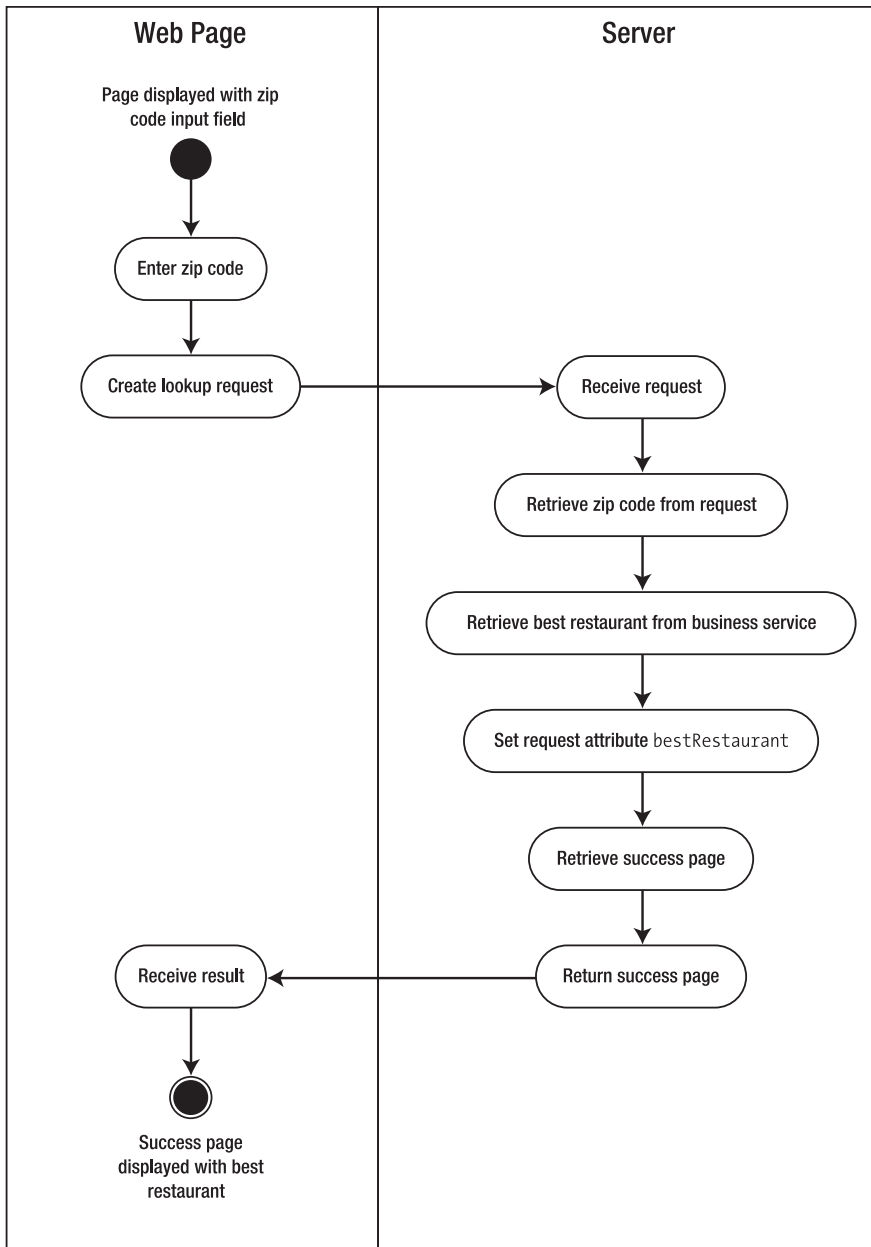 Web Page
Server
Page displayed with zip
code input field
Enter zip code
Create lookup request
Receive request
Retrieve zip code from request
Retrieve best restaurant from business service
Set request attribute bestRestaurant
Retrieve success page
Return success page
Receive result
Success page
displayed with best
restaurant